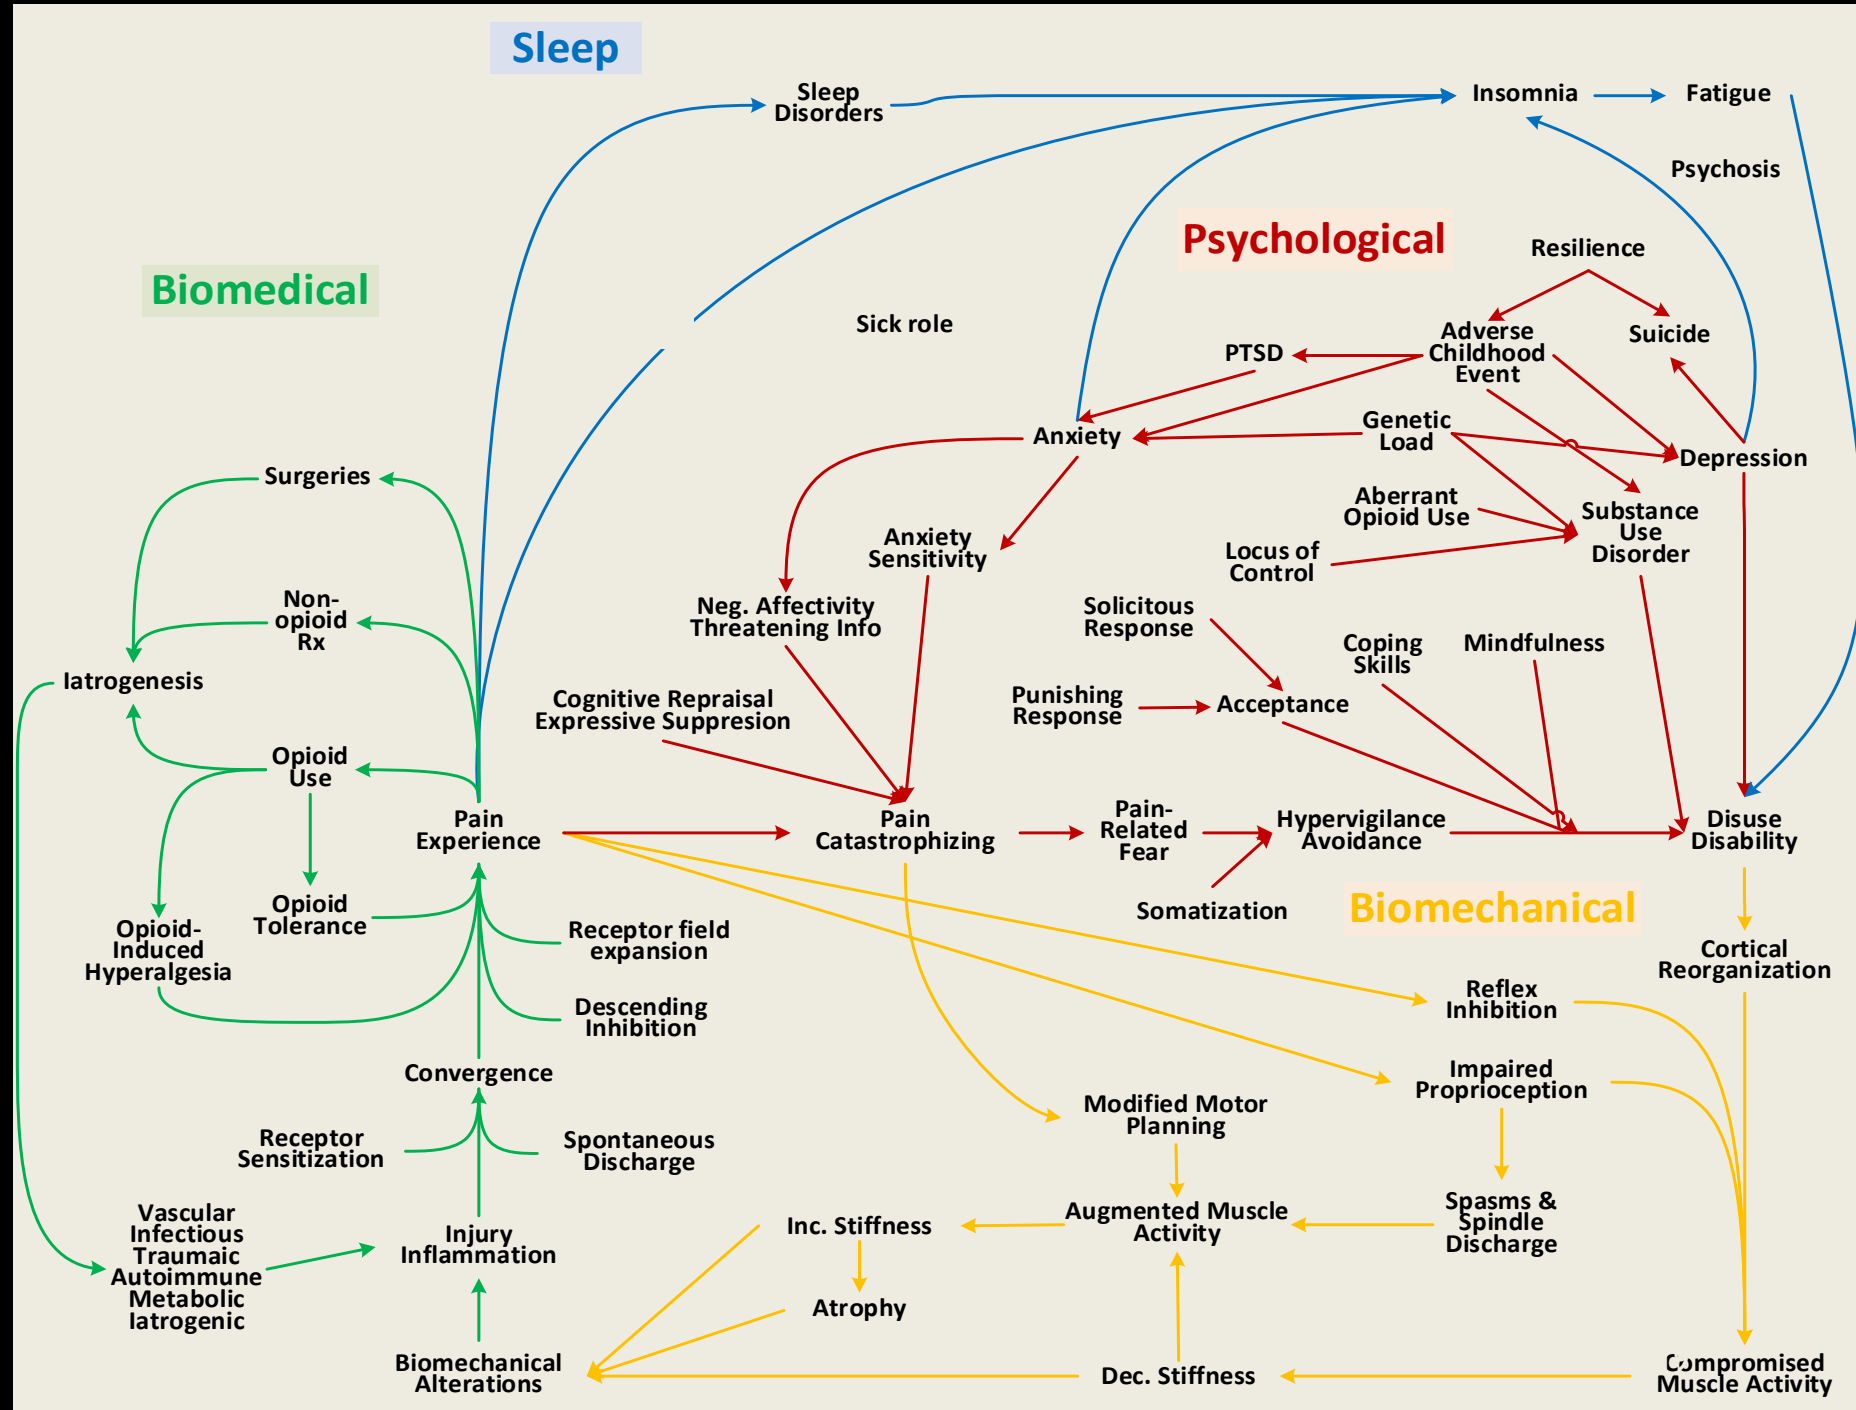 Sleep
Sleep
Disorders
Insomnia
Fatigue
Psychosis
Psychological
Resilience
Biomedical
Sick role
PTSD
Adverse
Childhood
Event
Suicide
Anxiety
Genetic
Load
Depression
Surgeries
Aberrant
Opioid Use
Substance
Use
Disorder
Anxiety
Sensitivity
Locus of
Control
Non-
opioid
Rx
Neg. Affectivity
Threatening Info
Solicitous
Response
Coping
Skills
Mindfulness
Iatrogenesis
Cognitive Repraisal
Expressive Suppresion
Punishing
Response
Acceptance
Opioid
Use
Pain
Experience
Pain
Catastrophizing
Pain-
Related
Fear
Hypervigilance
Avoidance
Disuse
Disability
Somatization
Biomechanical
Opioid
Tolerance
Opioid-
Induced
Hyperalgesia
Receptor field
expansion
Cortical
Reorganization
Descending
Inhibition
Reflex
Inhibition
Convergence
Impaired
Proprioception
Modified Motor
Planning
Receptor
Sensitization
Spontaneous
Discharge
Vascular
Infectious
Traumaic
Autoimmune
Metabolic
Iatrogenic
Injury
Inflammation
Inc. Stiffness
Augmented Muscle
Activity
Spasms &
Spindle
Discharge
Atrophy
Biomechanical
Alterations
Dec. Stiffness
Compromised
Muscle Activity